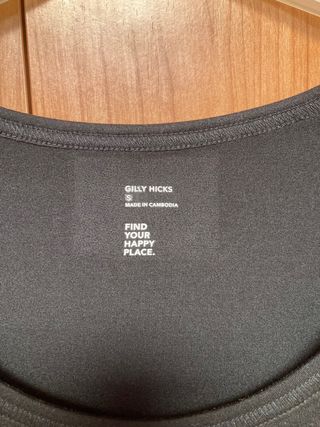 GILLY HICKS
S
MADE IN CAMBODIA
FIND
YOUR
HAPPY
PLACE.